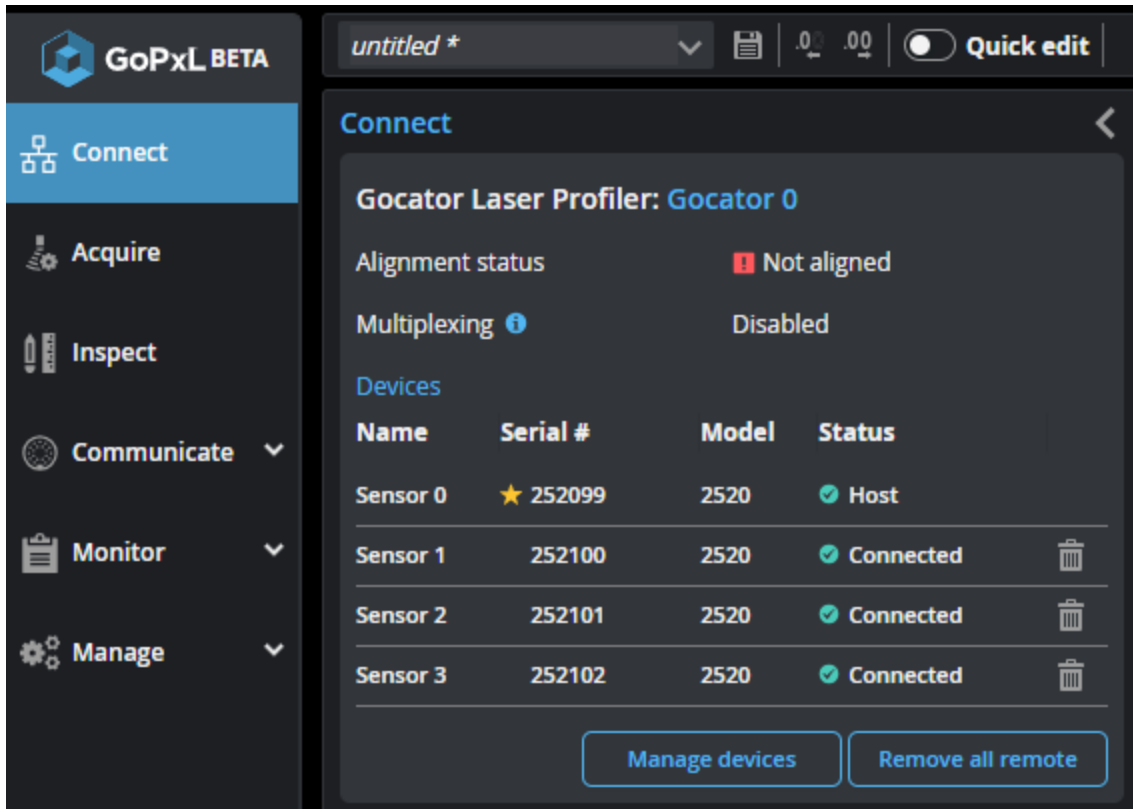 GoPxL BETA
untitled *
.00 .00 Quick edit
Connect
Acquire
Inspect
Communicate
Monitor
Manage
Connect
Gocator Laser Profiler: Gocator 0
Alignment status Not aligned
Multiplexing Disabled
Devices
Name Serial # Model Status
Sensor 0 252099 2520 Host
Sensor 1 252100 2520 Connected
Sensor 2 252101 2520 Connected
Sensor 3 252102 2520 Connected
Manage devices Remove all remote